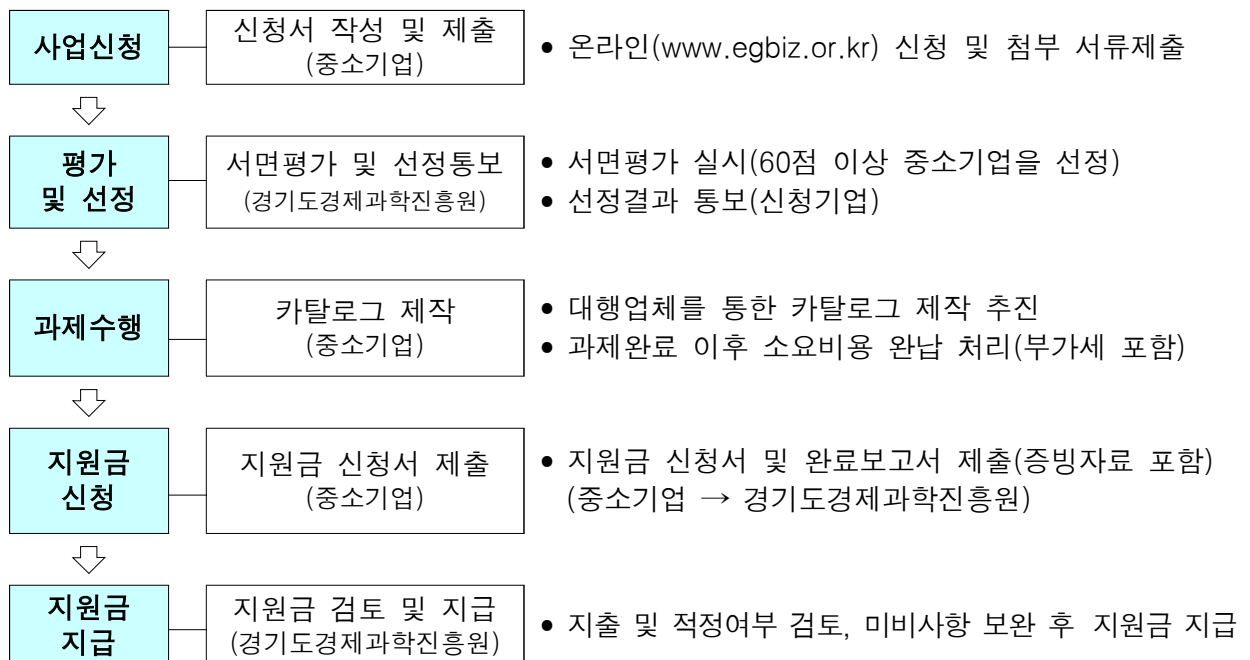 사업신청
신청서 작성 및 제출
(중소기업)
• 온라인(www.egbiz.or.kr) 신청 및 첨부 서류제출
평가
및 선정
서면평가 및 선정통보
(경기도경제과학진흥원)
• 서면평가 실시(60점 이상 중소기업을 선정)
• 선정결과 통보(신청기업)
과제수행
카탈로그 제작
(중소기업)
• 대행업체를 통한 카탈로그 제작 추진
• 과제완료 이후 소요비용 완납 처리(부가세 포함)
지원금
신청
지원금 신청서 제출
(중소기업)
• 지원금 신청서 및 완료보고서 제출(증빙자료 포함)
(중소기업 → 경기도경제과학진흥원)
지원금
지급
지원금 검토 및 지급
(경기도경제과학진흥원)
• 지출 및 적정여부 검토, 미비사항 보완 후 지원금 지급